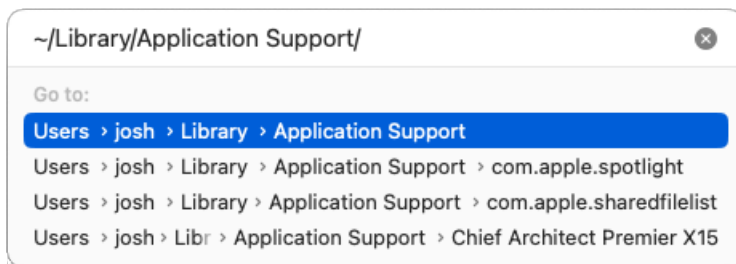 ~/Library/Application Support/
Go to:
Users › josh › Library › Application Support
Users › josh › Library › Application Support › com.apple.spotlight
Users › josh › Library › Application Support › com.apple.sharedfilelist
Users › josh › Libr › Application Support › Chief Architect Premier X15